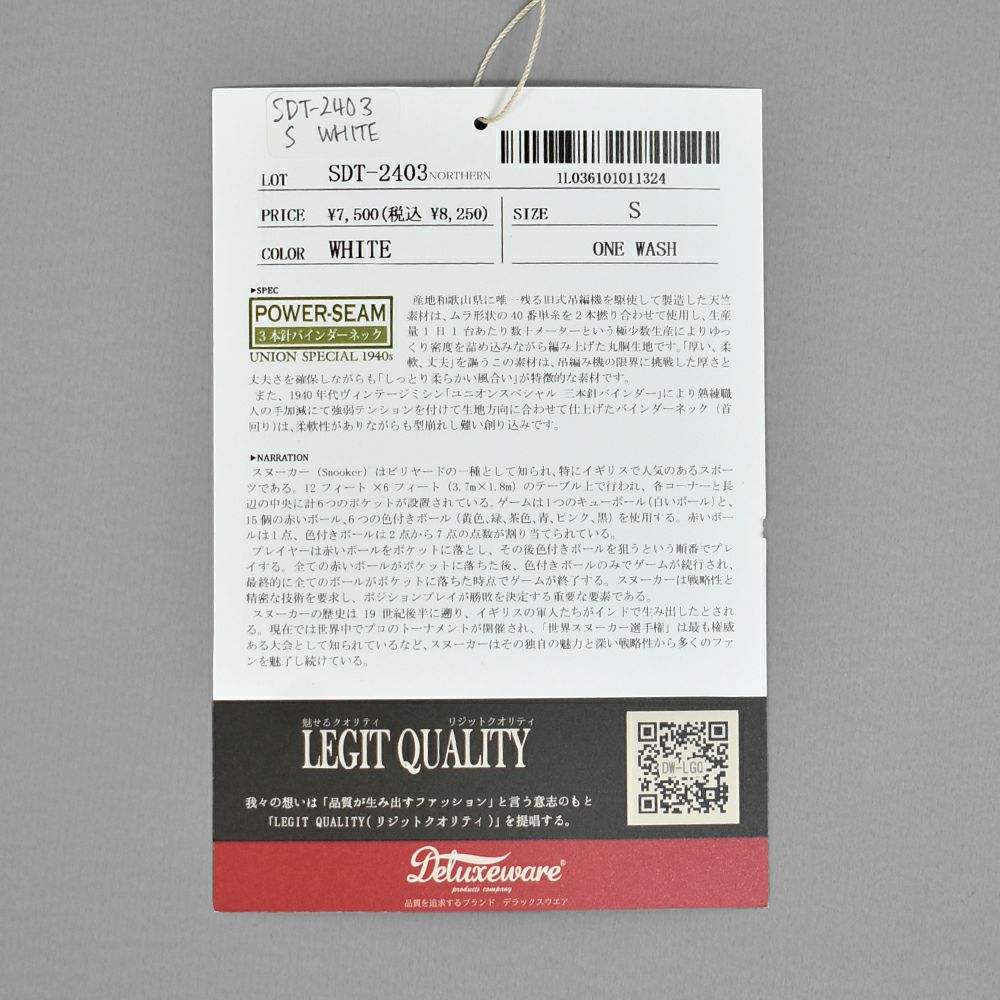 SDT-2403
S WHITE
LOT SDT-2403 NORTHERN
1L036101011324
PRICE ¥7,500(税込 ¥8,250) SIZE S
COLOR WHITE ONE WASH
▶SPEC
POWER-SEAM
3本針バインダーネック
UNION SPECIAL 1940s
産地和歌山県に唯一残る旧式吊編機を駆使して製造した天竺
素材は、ムラ形状の40番単糸を2本撚り合わせて使用し、生産
量1日1台あたり数十メーターという極少数生産によりゆっ
くり密度を詰め込みながら編み上げた丸胴生地です。「厚い、柔
軟、丈夫」を謳うこの素材は、吊編み機の限界に挑戦した厚さと
丈夫さを確保しながらも「しっとり柔らかい風合い」が特徴的な素材です。
また、1940年代ヴィンテージミシン「ユニオンスペシャル 三本針バインダー」により熟練職
人の手加減にて強弱テンションを付けて生地方向に合わせて仕上げたバインダーネック(首
回り)は、柔軟性がありながらも型崩れし難い創り込みです。
▶NARRATION
スヌーカー(Snooker)はビリヤードの一種として知られ、特にイギリスで人気のあるスポー
ツである。12フィート×6フィート(3.7m×1.8m)のテーブル上で行われ、各コーナーと長
辺の中央に計6つのポケットが設置されている。ゲームは1つのキューボール(白いボール)と、
15個の赤いボール、6つの色付きボール(黄色、緑、茶色、青、ピンク、黒)を使用する。赤いボー
ルは1点、色付きボールは2点から7点の点数が割り当てられている。
プレイヤーは赤いボールをポケットに落とし、その後色付きボールを狙うという順番でプレ
イする。全ての赤いボールがポケットに落ちた後、色付きボールのみでゲームが続行され、
最終的に全てのボールがポケットに落ちた時点でゲームが終了する。スヌーカーは戦略性と
精密な技術を要求し、ポジションプレイが勝敗を決定する重要な要素である。
スヌーカーの歴史は19世紀後半に遡り、イギリスの軍人たちがインドで生み出したとされ
る。現在では世界中でプロのトーナメントが開催され、「世界スヌーカー選手権」は最も権威
ある大会として知られているなど、スヌーカーはその独自の魅力と深い戦略性から多くのファ
ンを魅了し続けている。
魅せるクオリティ リジットクオリティ
LEGIT QUALITY
DW-LGQ
我々の想いは「品質が生み出すファッション」と言う意志のもと
「LEGIT QUALITY(リジットクオリティ)」を提唱する。
Deluxeware®
products company
品質を追求するブランド デラックスウエア